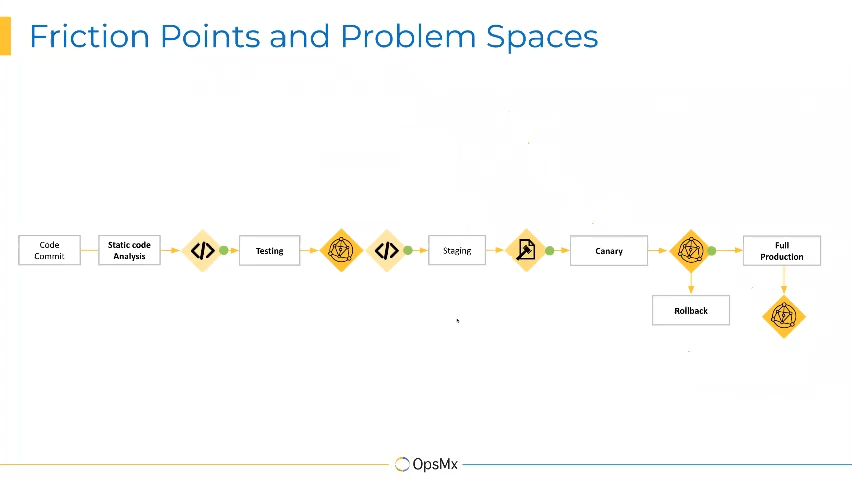 Friction Points and Problem Spaces
Code
Commit
Static code
Analysis
</>
Testing
</>
Staging
Canary
Full
Production
Rollback
OpsMx